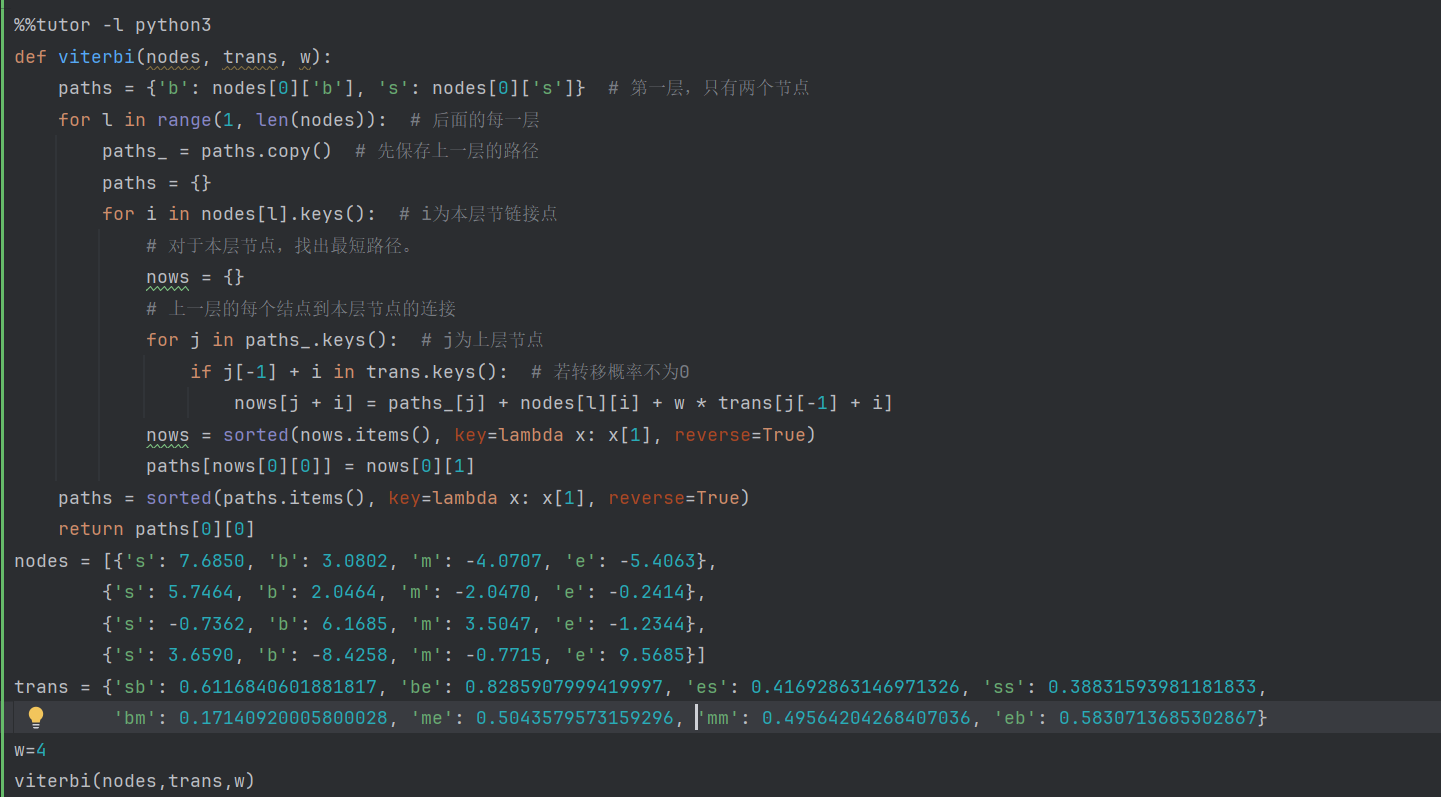 %%tutor -l python3
def viterbi(nodes, trans, w):
    paths = {'b': nodes[0]['b'], 's': nodes[0]['s']}  # 第一层，只有两个节点
    for l in range(1, len(nodes)):  # 后面的每一层
        paths_ = paths.copy()  # 先保存上一层的路径
        paths = {}
        for i in nodes[l].keys():  # i为本层节链接点
            # 对于本层节点，找出最短路径。
            nows = {}
            # 上一层的每个结点到本层节点的连接
            for j in paths_.keys():  # j为上层节点
                if j[-1] + i in trans.keys():  # 若转移概率不为0
                    nows[j + i] = paths_[j] + nodes[l][i] + w * trans[j[-1] + i]
            nows = sorted(nows.items(), key=lambda x: x[1], reverse=True)
            paths[nows[0][0]] = nows[0][1]
    paths = sorted(paths.items(), key=lambda x: x[1], reverse=True)
    return paths[0][0]
nodes = [{'s': 7.6850, 'b': 3.0802, 'm': -4.0707, 'e': -5.4063},
        {'s': 5.7464, 'b': 2.0464, 'm': -2.0470, 'e': -0.2414},
        {'s': -0.7362, 'b': 6.1685, 'm': 3.5047, 'e': -1.2344},
        {'s': 3.6590, 'b': -8.4258, 'm': -0.7715, 'e': 9.5685}]
trans = {'sb': 0.6116840601881817, 'be': 0.8285907999419997, 'es': 0.41692863146971326, 'ss': 0.38831593981181833,
         'bm': 0.17140920005800028, 'me': 0.5043579573159296, 'mm': 0.49564204268407036, 'eb': 0.5830713685302867}
w=4
viterbi(nodes,trans,w)